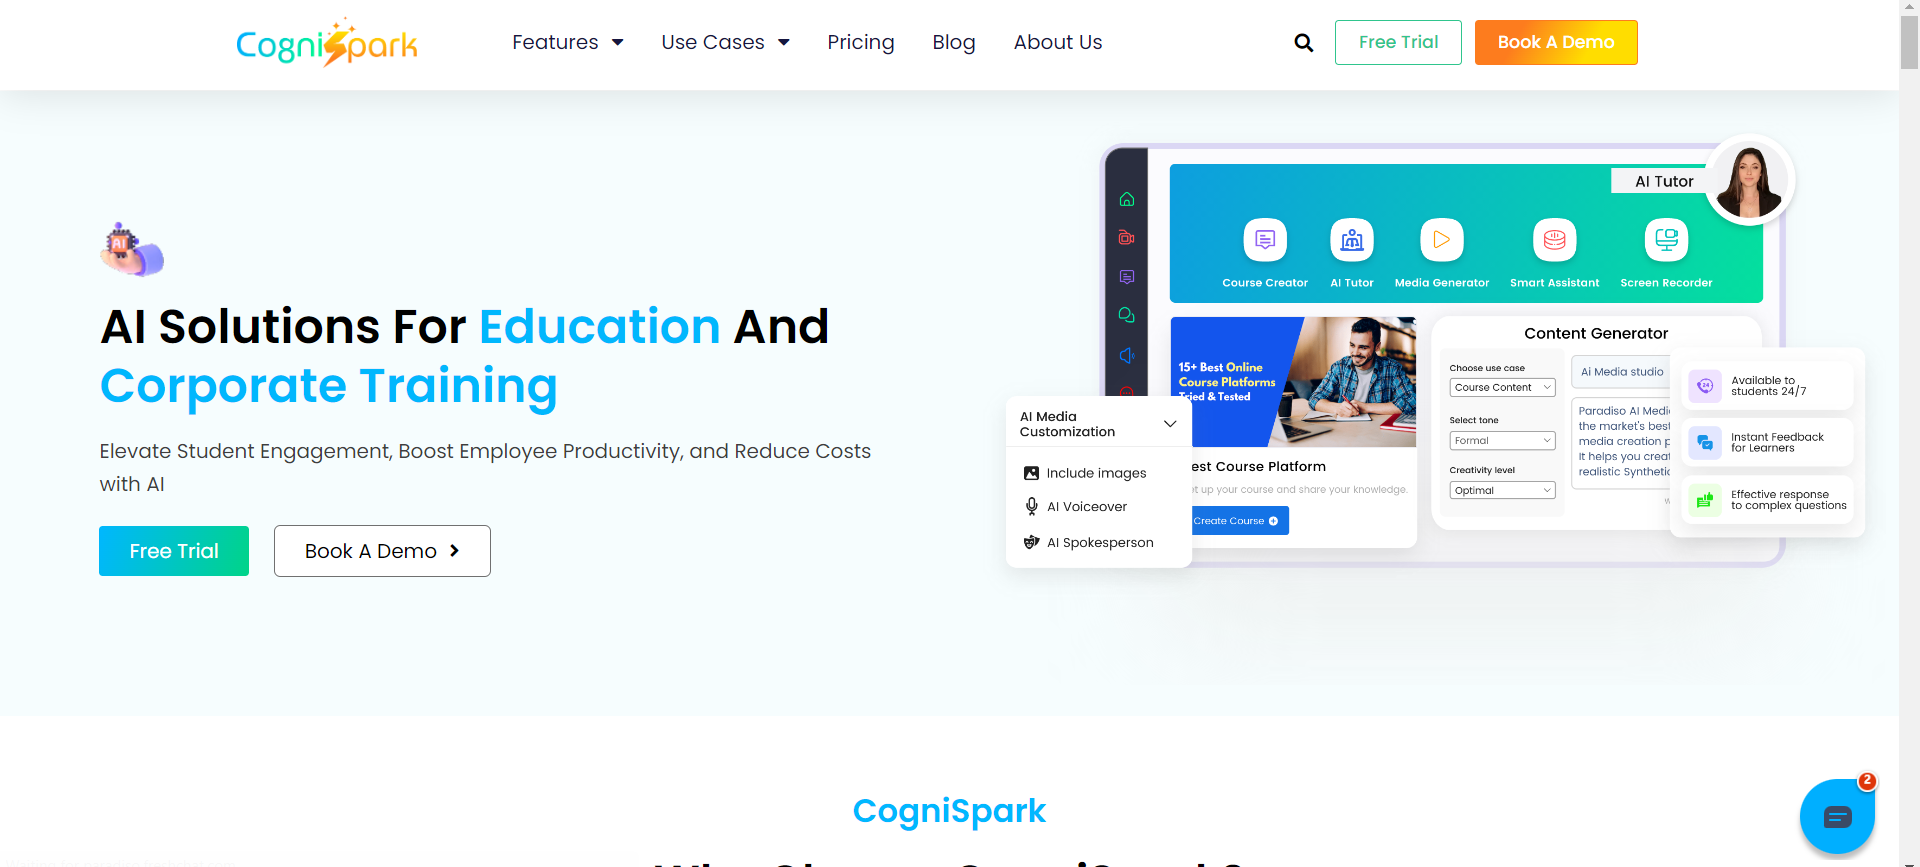 CogniSpark
Features
Use Cases
Pricing
Blog
About Us
Free Trial
Book A Demo
AI
AI Solutions For Education And
Corporate Training
Elevate Student Engagement, Boost Employee Productivity, and Reduce Costs
with AI
Free Trial
Book A Demo
AI Tutor
Course Creator
AI Tutor
Media Generator
Smart Assistant
Screen Recorder
15+ Best Online
Course Platforms
Tried & Tested
est Course Platform
et up your course and share your knowledge.
Create Course
AI Media
Customization
Include images
AI Voiceover
AI Spokesperson
Content Generator
Choose use case
Course Content
Select tone
Formal
Creativity level
Optimal
Ai Media studio
Paradiso AI Medi
the market's best
media creation p
It helps you creat
realistic Synthetic
24
Available to
students 24/7
Instant Feedback
for Learners
Effective response
to complex questions
2
CogniSpark